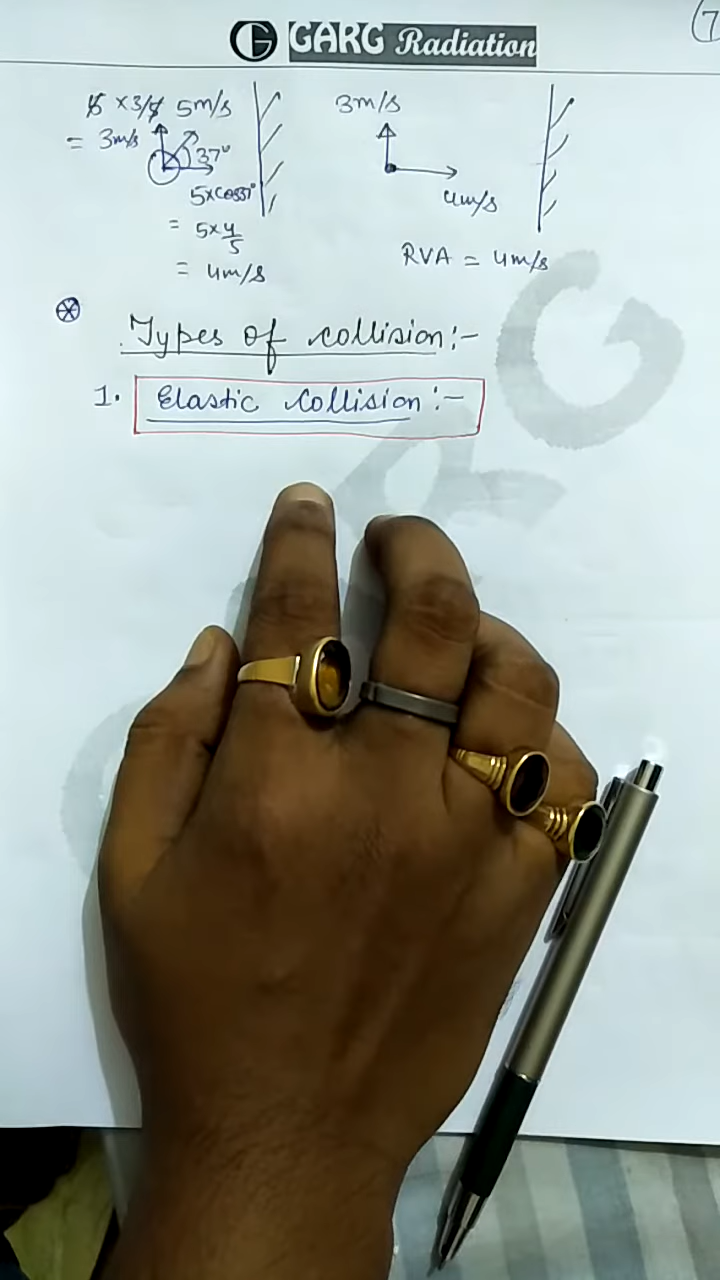 GARG Radiation
7
5 × 3/5 5m/s
= 3m/s
37°
5×cos37°
= 5×4/5
= 4m/s
3m/s
4m/s
RVA = 4m/s
Types of collision:-
1. Elastic Collision:-
GARG